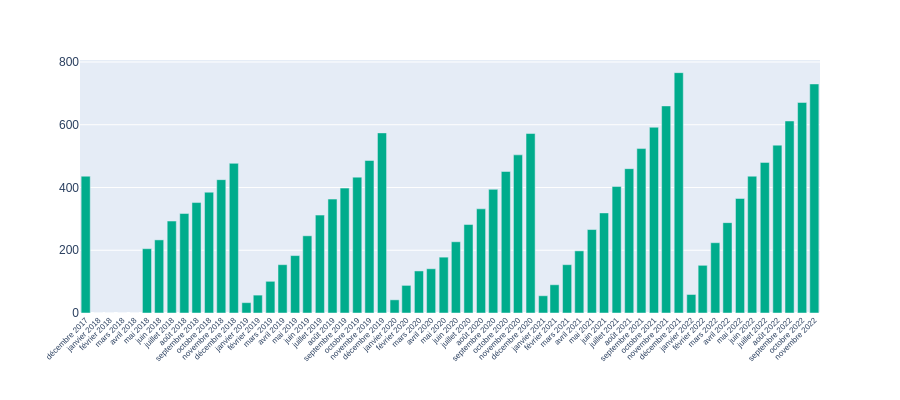 800
600
400
200
0
décembre 2017
janvier 2018
février 2018
mars 2018
avril 2018
mai 2018
juin 2018
juillet 2018
août 2018
septembre 2018
octobre 2018
novembre 2018
décembre 2018
janvier 2019
février 2019
mars 2019
avril 2019
mai 2019
juin 2019
juillet 2019
août 2019
septembre 2019
octobre 2019
novembre 2019
décembre 2019
janvier 2020
février 2020
mars 2020
avril 2020
mai 2020
juin 2020
juillet 2020
août 2020
septembre 2020
octobre 2020
novembre 2020
décembre 2020
janvier 2021
février 2021
mars 2021
avril 2021
mai 2021
juin 2021
juillet 2021
août 2021
septembre 2021
octobre 2021
novembre 2021
décembre 2021
janvier 2022
février 2022
mars 2022
avril 2022
mai 2022
juin 2022
juillet 2022
août 2022
septembre 2022
octobre 2022
novembre 2022